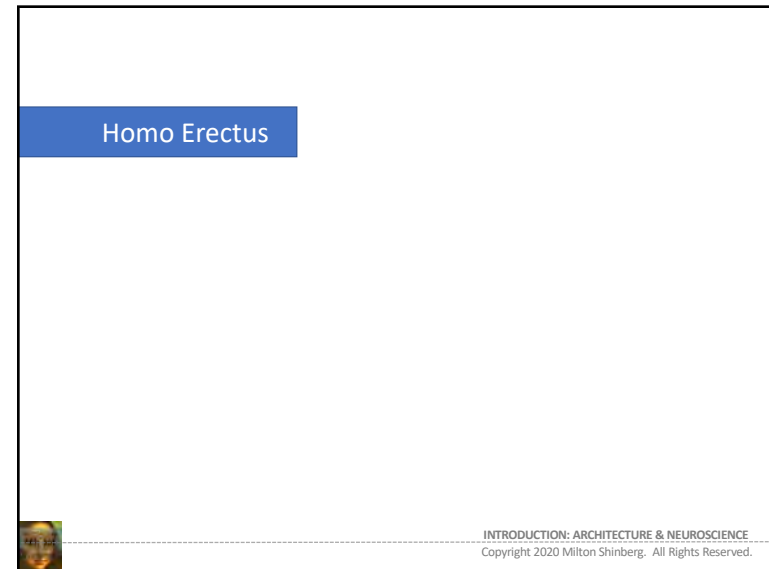 Homo Erectus
INTRODUCTION: ARCHITECTURE & NEUROSCIENCE
Copyright 2020 Milton Shinberg. All Rights Reserved.